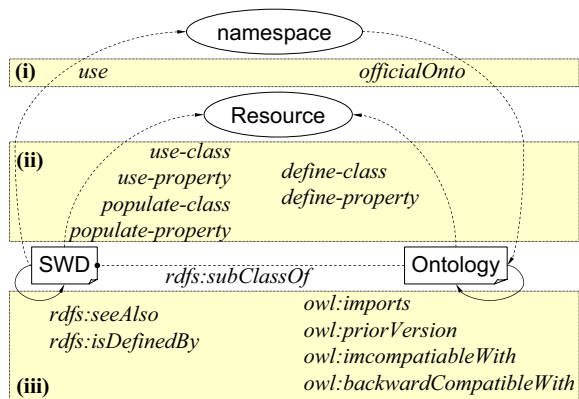 namespace
(i) use officialOnto
Resource
(ii)
use-class
use-property
populate-class
populate-property
define-class
define-property
SWD
rdfs:subClassOf
Ontology
rdfs:seeAlso
rdfs:isDefinedBy
owl:imports
owl:priorVersion
owl:imcompatiableWith
owl:backwardCompatibleWith
(iii)